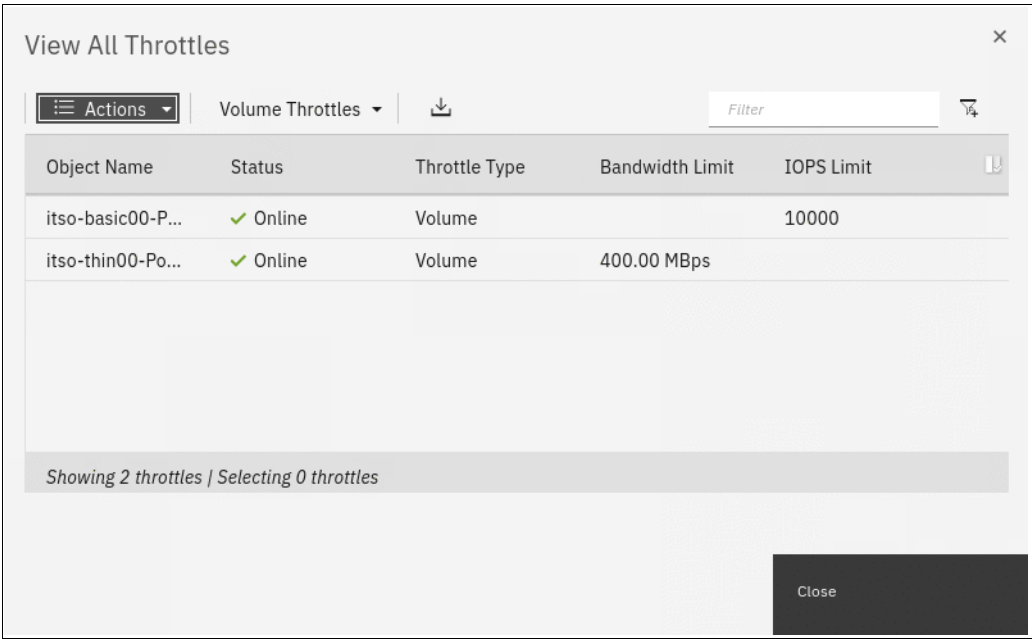 View All Throttles
Actions Volume Throttles Filter
Object Name Status Throttle Type Bandwidth Limit IOPS Limit
itso-basic00-P... Online Volume 10000
itso-thin00-Po... Online Volume 400.00 MBps
Showing 2 throttles | Selecting 0 throttles
Close